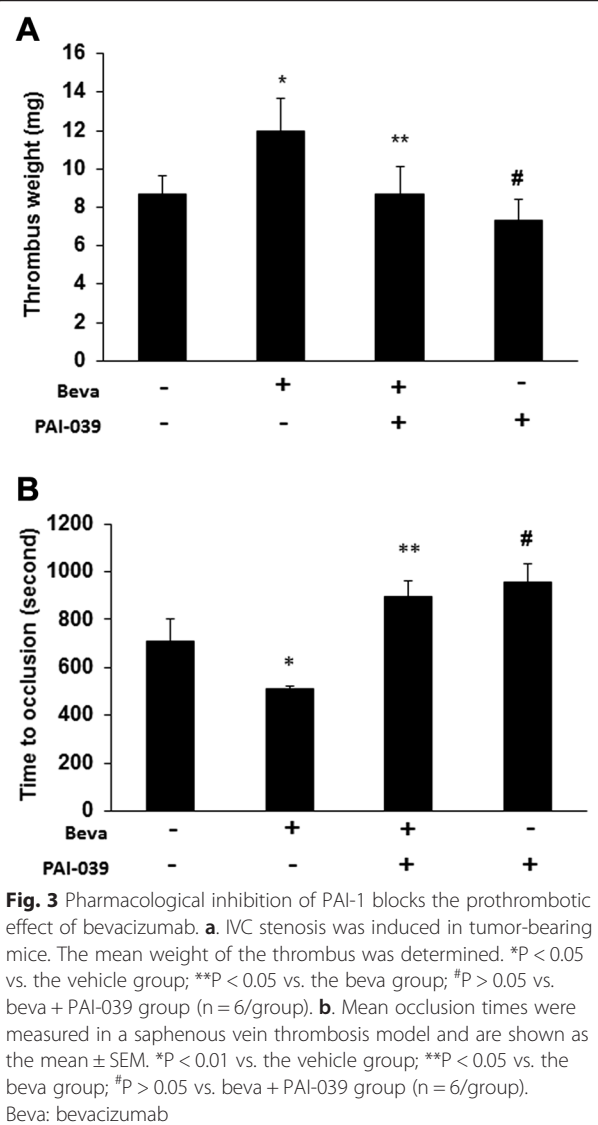 A
16
14
12
10
8
6
4
2
0
Thrombus weight (mg)
*
**
#
Beva - + + -
PAI-039 - - + +
B
1200
1000
800
600
400
200
0
Time to occlusion (second)
*
**
#
Beva - + + -
PAI-039 - - + +
Fig. 3 Pharmacological inhibition of PAI-1 blocks the prothrombotic
effect of bevacizumab. a. IVC stenosis was induced in tumor-bearing
mice. The mean weight of the thrombus was determined. *P < 0.05
vs. the vehicle group; **P < 0.05 vs. the beva group; #P > 0.05 vs.
beva + PAI-039 group (n = 6/group). b. Mean occlusion times were
measured in a saphenous vein thrombosis model and are shown as
the mean ± SEM. *P < 0.01 vs. the vehicle group; **P < 0.05 vs. the
beva group; #P > 0.05 vs. beva + PAI-039 group (n = 6/group).
Beva: bevacizumab